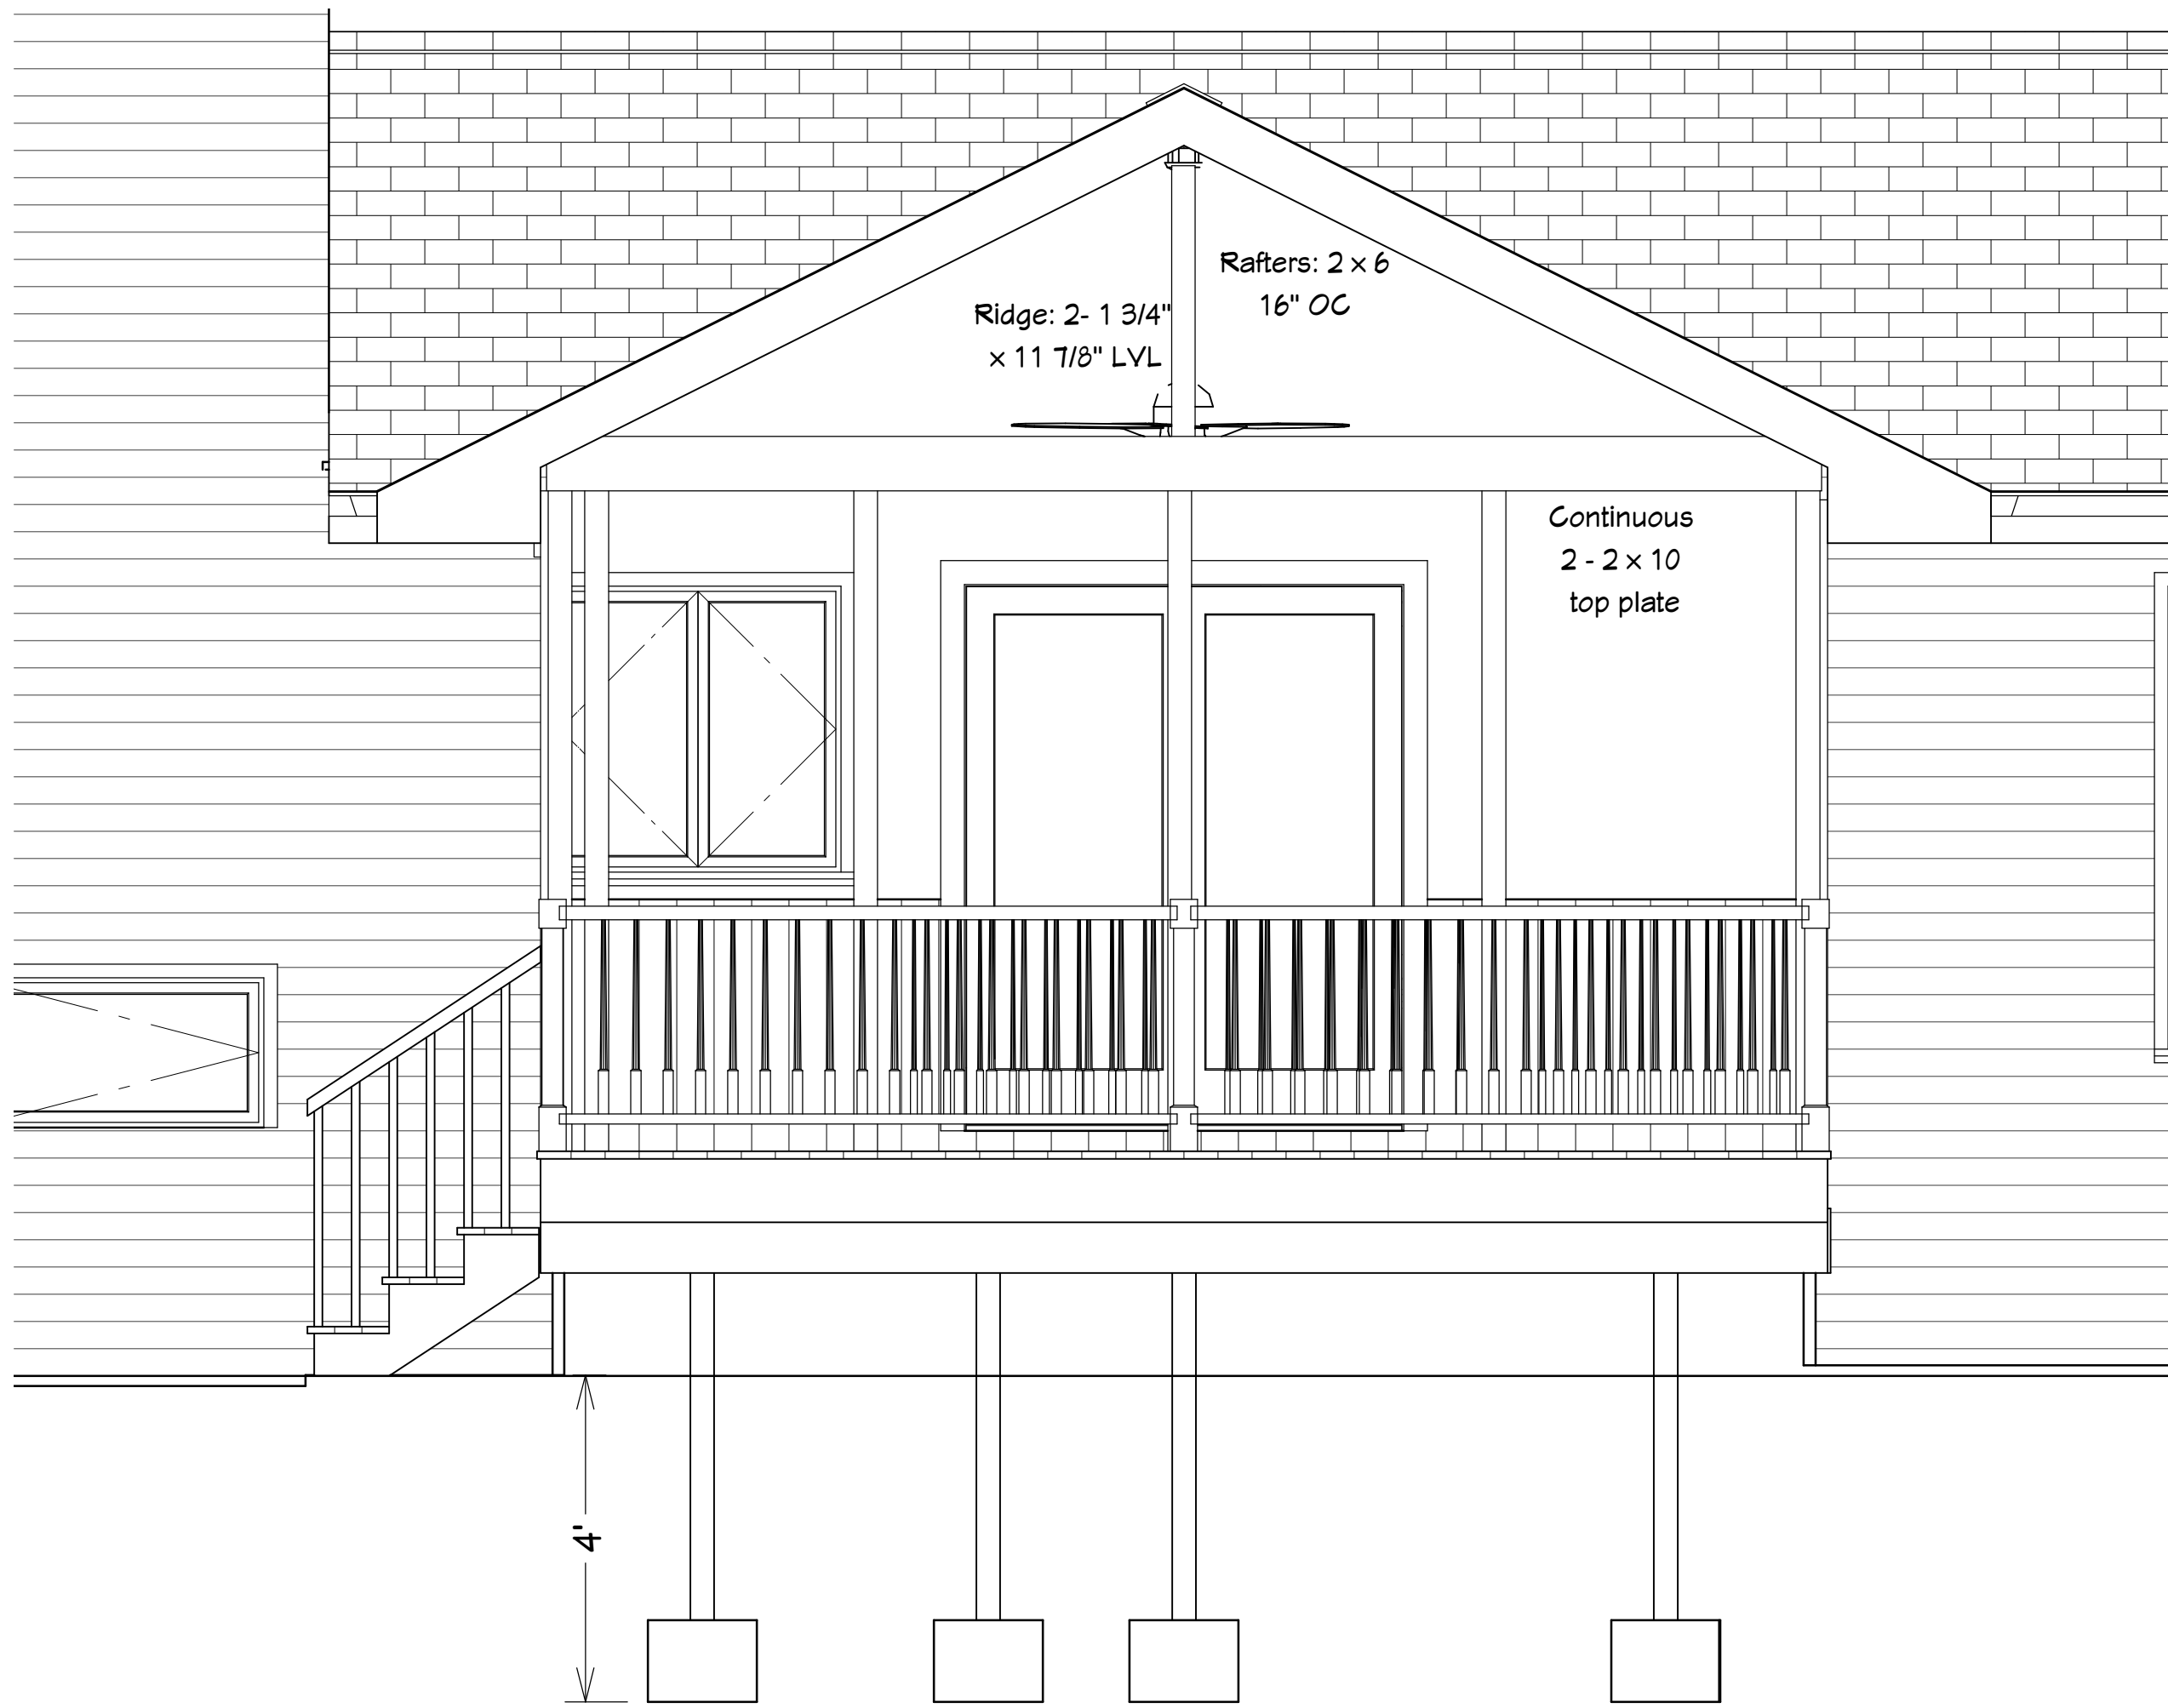 Rafters: 2 x 6
16" OC
Ridge: 2- 1 3/4"
x 11 7/8" LVL
Continuous
2 - 2 x 10
top plate
4'